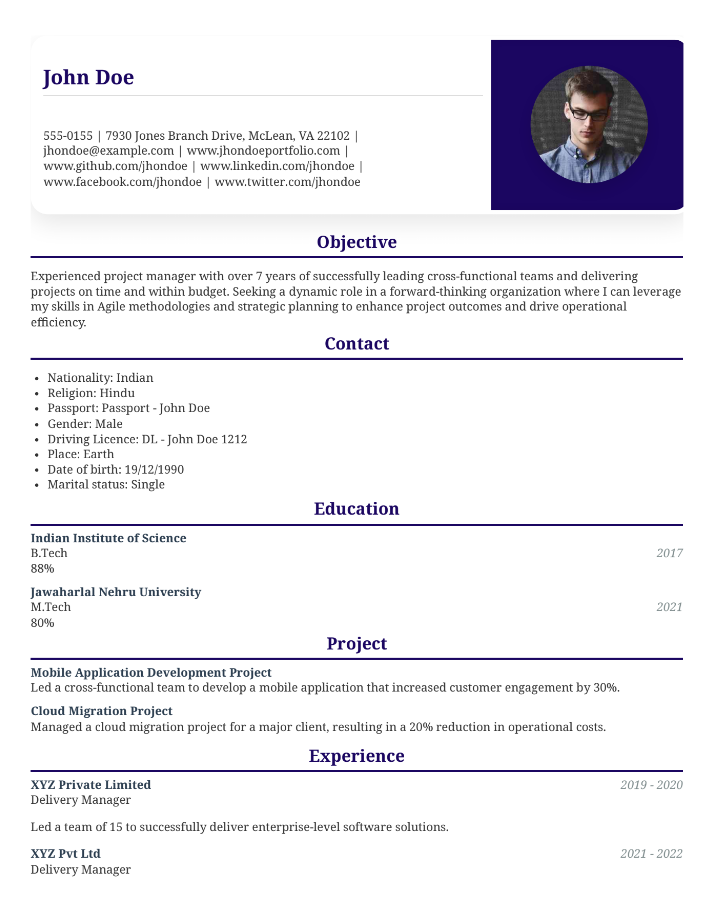 John Doe
555-0155 | 7930 Jones Branch Drive, McLean, VA 22102 |
jhondoe@example.com | www.jhondoeportfolio.com |
www.github.com/jhondoe | www.linkedin.com/jhondoe |
www.facebook.com/jhondoe | www.twitter.com/jhondoe
Objective
Experienced project manager with over 7 years of successfully leading cross-functional teams and delivering
projects on time and within budget. Seeking a dynamic role in a forward-thinking organization where I can leverage
my skills in Agile methodologies and strategic planning to enhance project outcomes and drive operational
efficiency.
Contact
• Nationality: Indian
• Religion: Hindu
• Passport: Passport - John Doe
• Gender: Male
• Driving Licence: DL - John Doe 1212
• Place: Earth
• Date of birth: 19/12/1990
• Marital status: Single
Education
Indian Institute of Science
B.Tech 2017
88%
Jawaharlal Nehru University
M.Tech 2021
80%
Project
Mobile Application Development Project
Led a cross-functional team to develop a mobile application that increased customer engagement by 30%.
Cloud Migration Project
Managed a cloud migration project for a major client, resulting in a 20% reduction in operational costs.
Experience
XYZ Private Limited 2019 - 2020
Delivery Manager
Led a team of 15 to successfully deliver enterprise-level software solutions.
XYZ Pvt Ltd 2021 - 2022
Delivery Manager